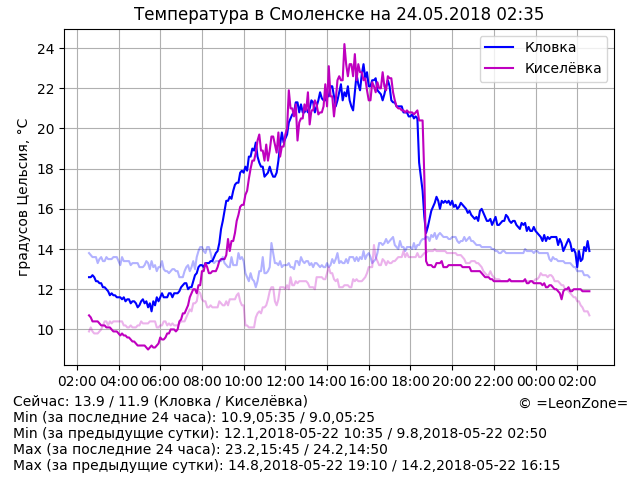 Температура в Смоленске на 24.05.2018 02:35
Кловка
Киселёвка
градусов Цельсия, °C
24
22
20
18
16
14
12
10
02:00 04:00 06:00 08:00 10:00 12:00 14:00 16:00 18:00 20:00 22:00 00:00 02:00
Сейчас: 13.9 / 11.9 (Кловка / Киселёвка)
© =LeonZone=
Min (за последние 24 часа): 10.9,05:35 / 9.0,05:25
Min (за предыдущие сутки): 12.1,2018-05-22 10:35 / 9.8,2018-05-22 02:50
Max (за последние 24 часа): 23.2,15:45 / 24.2,14:50
Max (за предыдущие сутки): 14.8,2018-05-22 19:10 / 14.2,2018-05-22 16:15